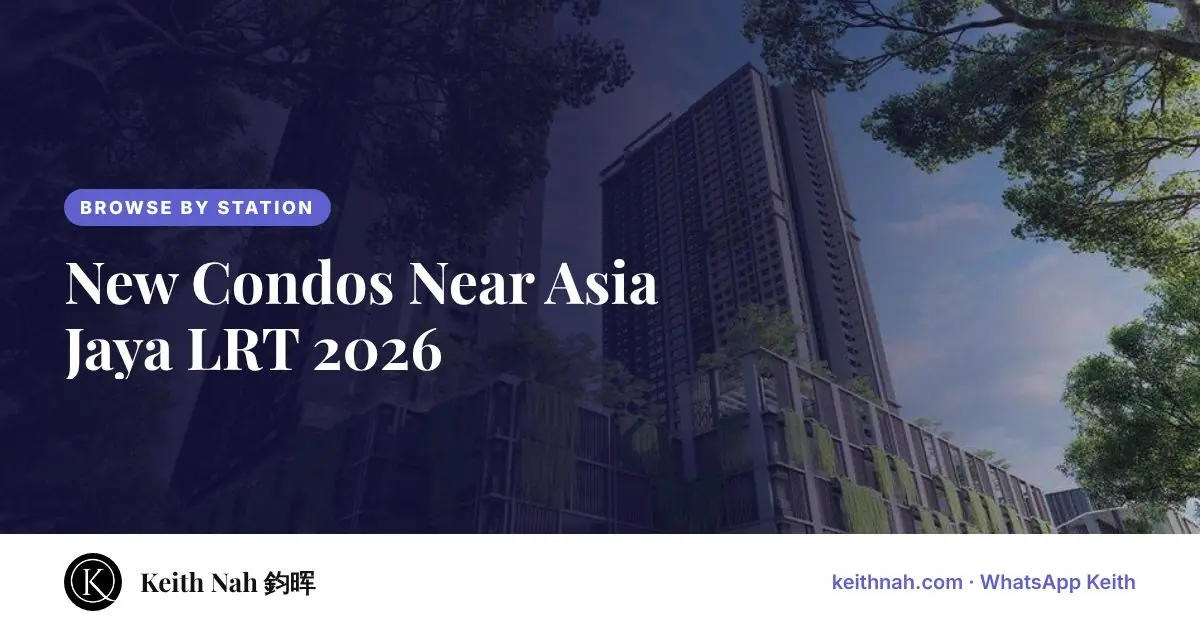 BROWSE BY STATION
New Condos Near Asia
Jaya LRT 2026
K
Keith Nah 鈞晖
keithnah.com · WhatsApp Keith